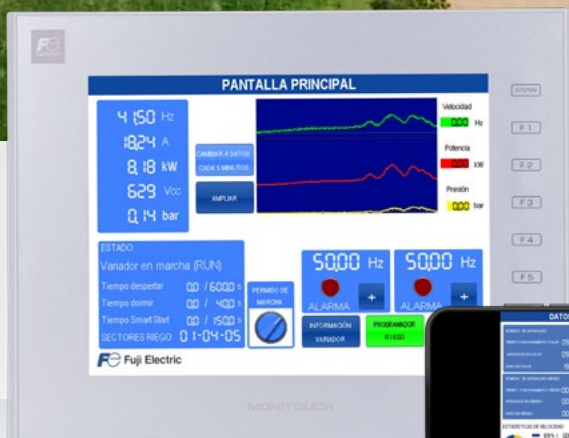 Fuji Electric
PANTALLA PRINCIPAL
41,50 Hz
18,24 A
8,18 kW
629 Vcc
0,14 bar
CAMBIAR A DATOS
CADA 5 MINUTOS
AMPLIAR
Velocidad
0,00 Hz
Potencia
0,00 kW
Presión
0,00 bar
SYSTEM
F1
F2
F3
F4
F5
ESTADO
Variador en marcha (RUN)
Tiempo despertar 0,0 / 600,0 s
Tiempo dormir 0,0 / 40,0 s
Tiempo Smart Start 0,0 / 150,0 s
SECTORES RIEGO 01-04-05
PERMISO DE
MARCHA
50,00 Hz
ALARMA
+
50,00 Hz
ALARMA
+
INFORMACIÓN
VARIADOR
PROGRAMADOR
RIEGO
Fe Fuji Electric
MONITOUCH
DATOS